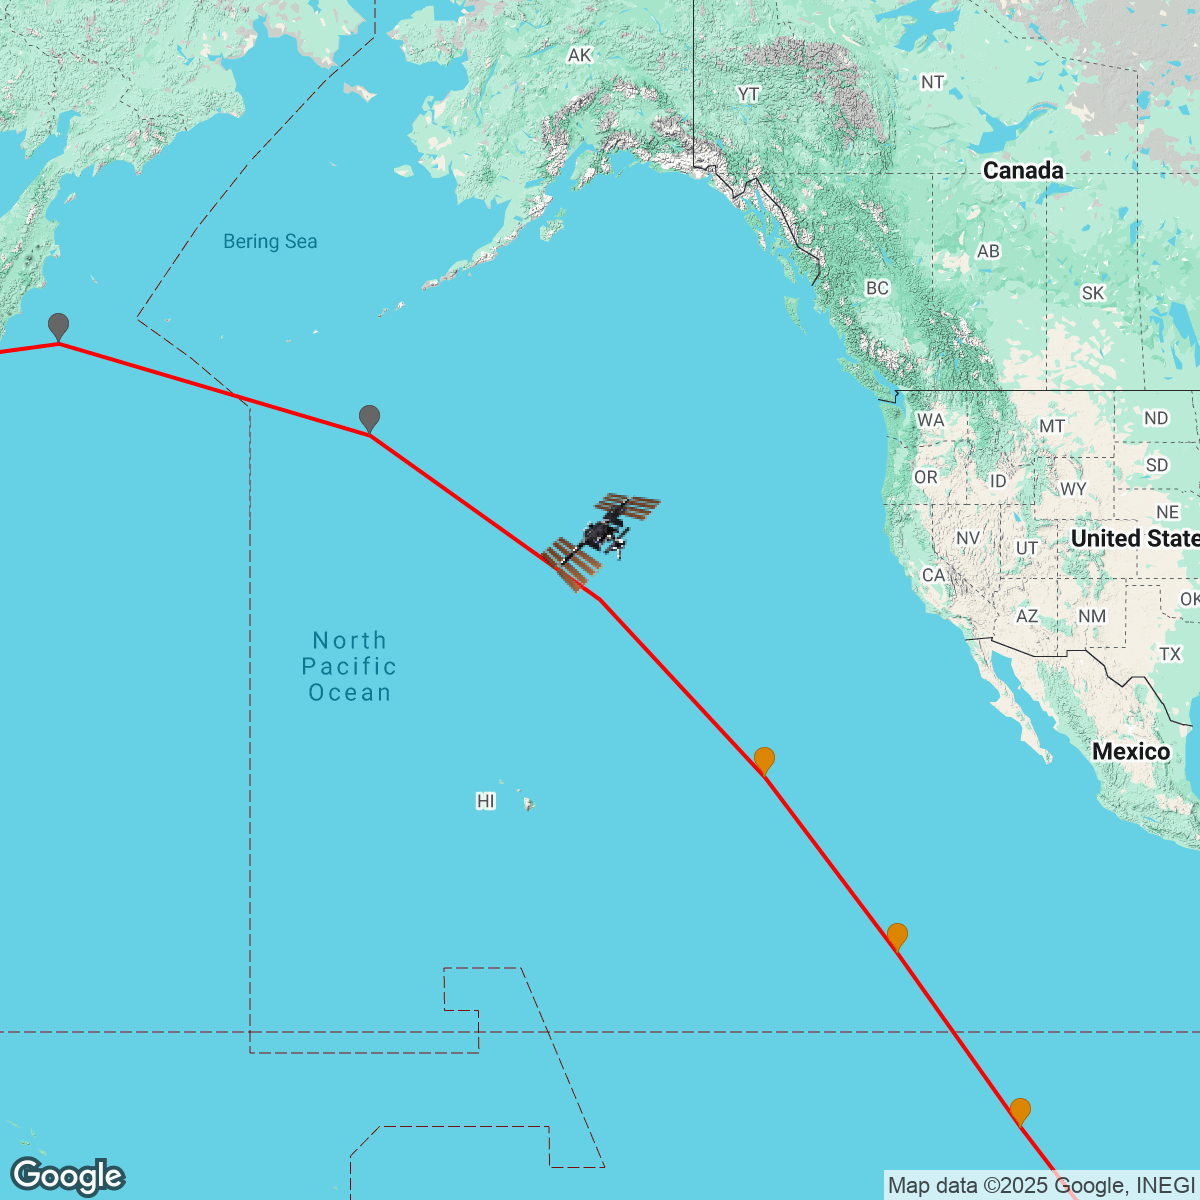 AK
YT
NT
Canada
Bering Sea
AB
BC
SK
WA
MT
ND
OR
ID
SD
WY
NE
NV
UT
United State
CA
AZ
NM
OK
TX
North
Pacific
Ocean
Mexico
HI
Google
Map data ©2025 Google, INEGI